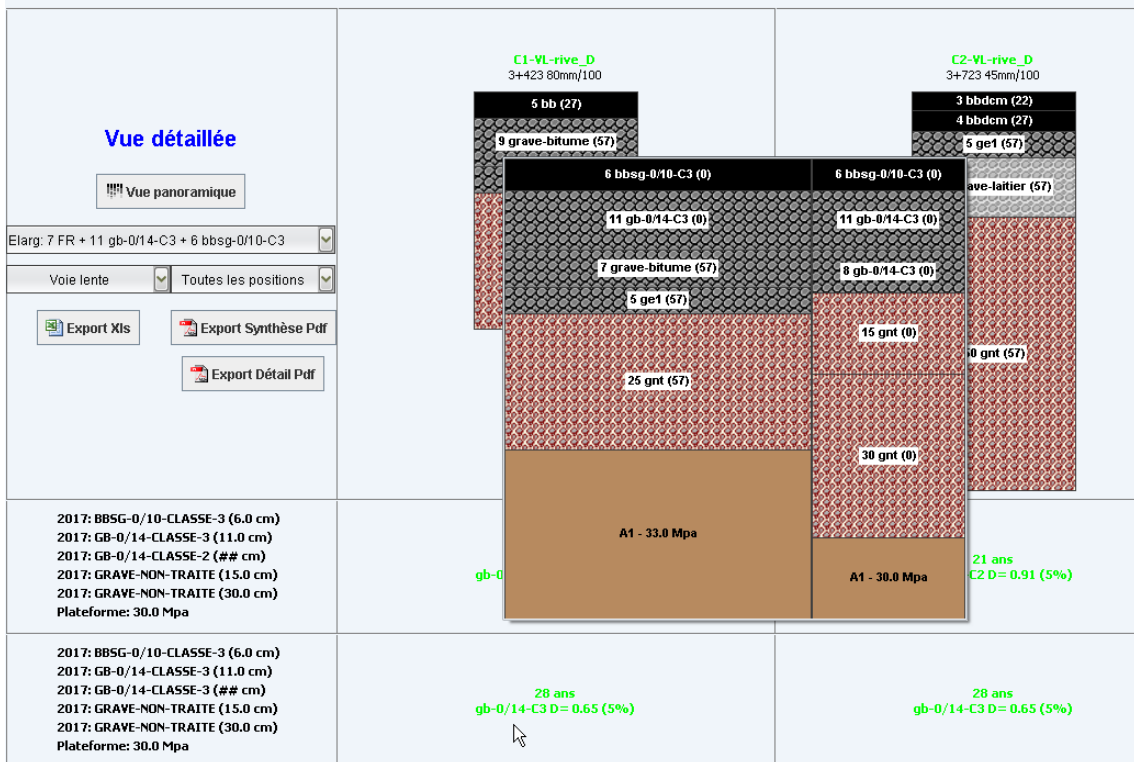 Vue détaillée
Vue panoramique
Elarg: 7 FR + 11 gb-0/14-C3 + 6 bbsg-0/10-C3
Voie lente
Toutes les positions
Export Xls
Export Synthèse Pdf
Export Détail Pdf
C1-VL-rive_D
3+423 80mm/100
5 bb (27)
9 grave-bitume (57)
C2-VL-rive_D
3+723 45mm/100
3 bbdcm (22)
4 bbdcm (27)
5 ge1 (57)
ave-laitier (57)
0 gnt (57)
6 bbsg-0/10-C3 (0)
11 gb-0/14-C3 (0)
7 grave-bitume (57)
5 ge1 (57)
25 gnt (57)
A1 - 33.0 Mpa
6 bbsg-0/10-C3 (0)
11 gb-0/14-C3 (0)
8 gb-0/14-C3 (0)
15 gnt (0)
30 gnt (0)
A1 - 30.0 Mpa
2017: BBSG-0/10-CLASSE-3 (6.0 cm)
2017: GB-0/14-CLASSE-3 (11.0 cm)
2017: GB-0/14-CLASSE-2 (## cm)
2017: GRAVE-NON-TRAITE (15.0 cm)
2017: GRAVE-NON-TRAITE (30.0 cm)
Plateforme: 30.0 Mpa
gb-0
21 ans
C2 D= 0.91 (5%)
2017: BBSG-0/10-CLASSE-3 (6.0 cm)
2017: GB-0/14-CLASSE-3 (11.0 cm)
2017: GB-0/14-CLASSE-3 (## cm)
2017: GRAVE-NON-TRAITE (15.0 cm)
2017: GRAVE-NON-TRAITE (30.0 cm)
Plateforme: 30.0 Mpa
28 ans
gb-0/14-C3 D= 0.65 (5%)
28 ans
gb-0/14-C3 D= 0.65 (5%)